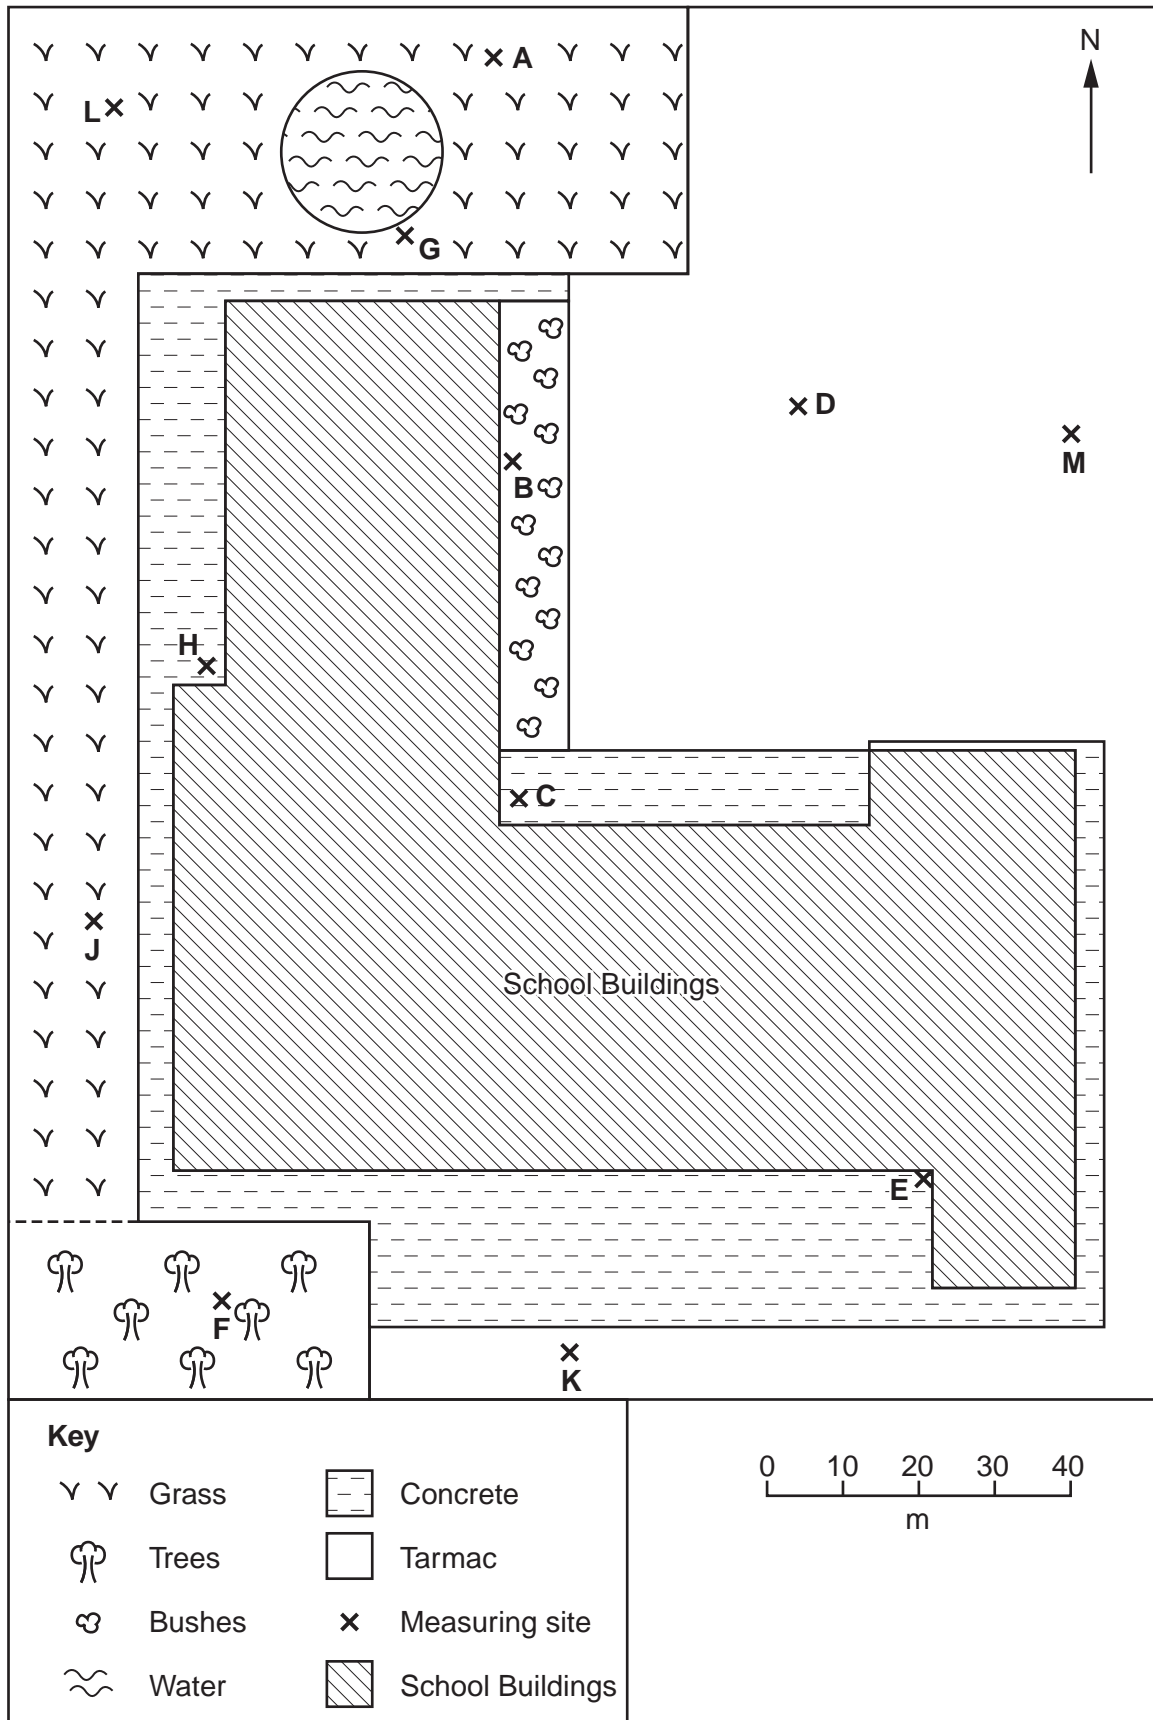 N
A
L
G
D
M
B
H
C
J
School Buildings
E
F
K
Key
Grass
Concrete
Trees
Tarmac
Bushes
Measuring site
Water
School Buildings
0 10 20 30 40
m